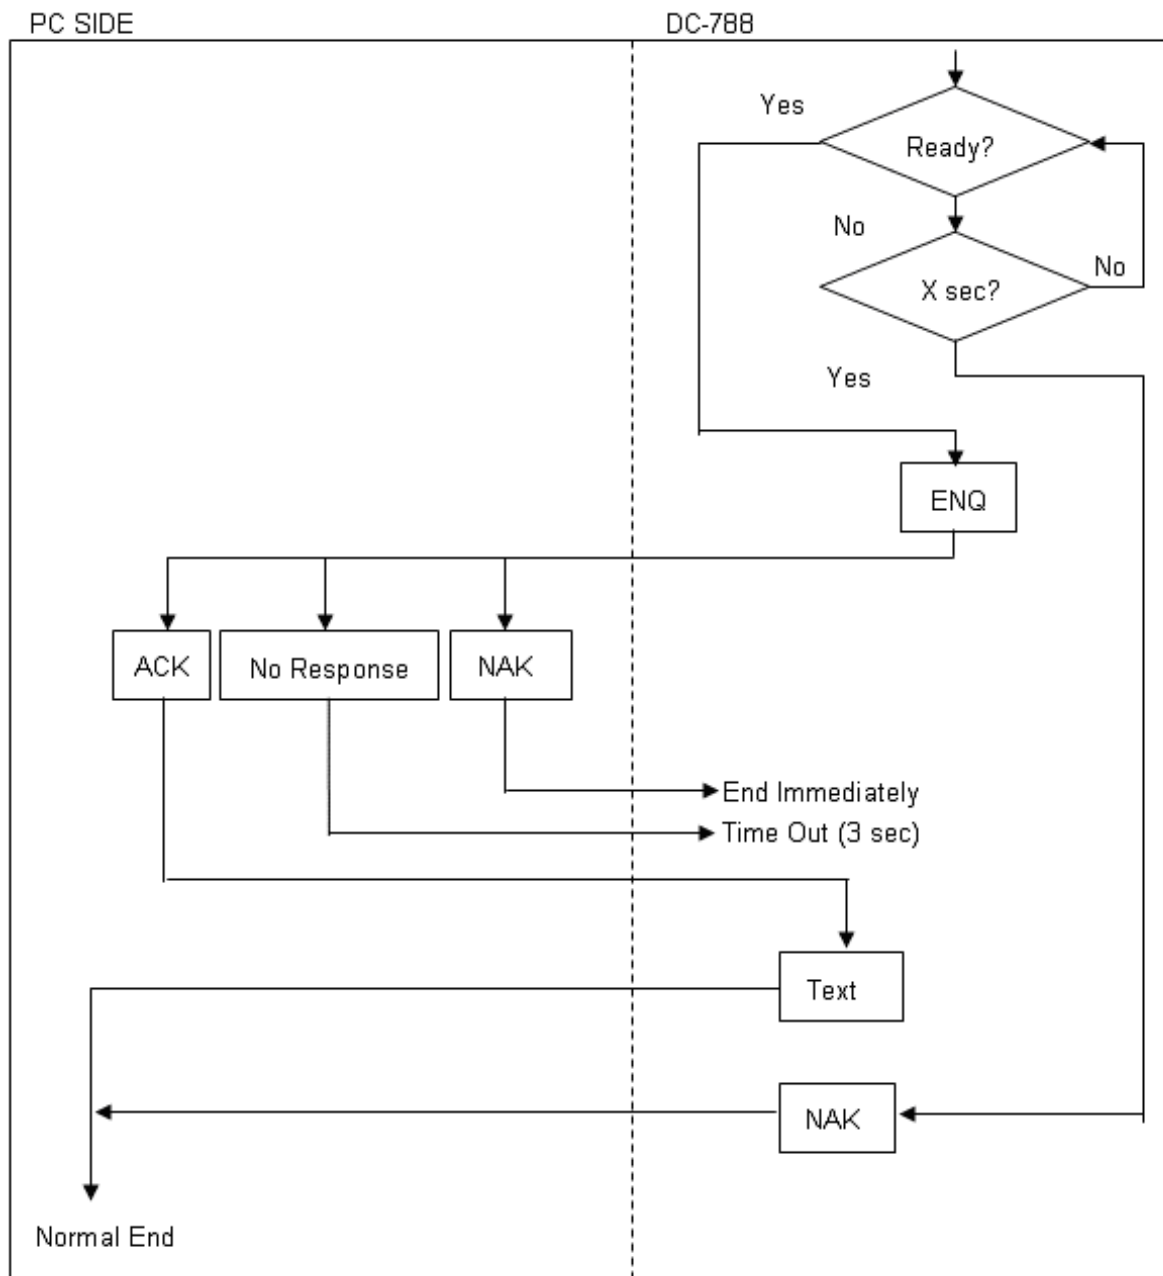 PC SIDE
DC-788
Yes
Ready?
No
X sec?
No
Yes
ENQ
ACK
No Response
NAK
End Immediately
Time Out (3 sec)
Text
NAK
Normal End